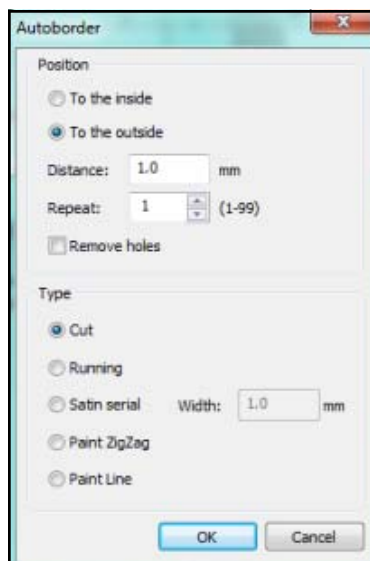 Autoborder
Position
To the inside
To the outside
Distance: 1.0 mm
Repeat: 1 (1-99)
Remove holes
Type
Cut
Running
Satin serial Width: 1.0 mm
Paint ZigZag
Paint Line
OK Cancel